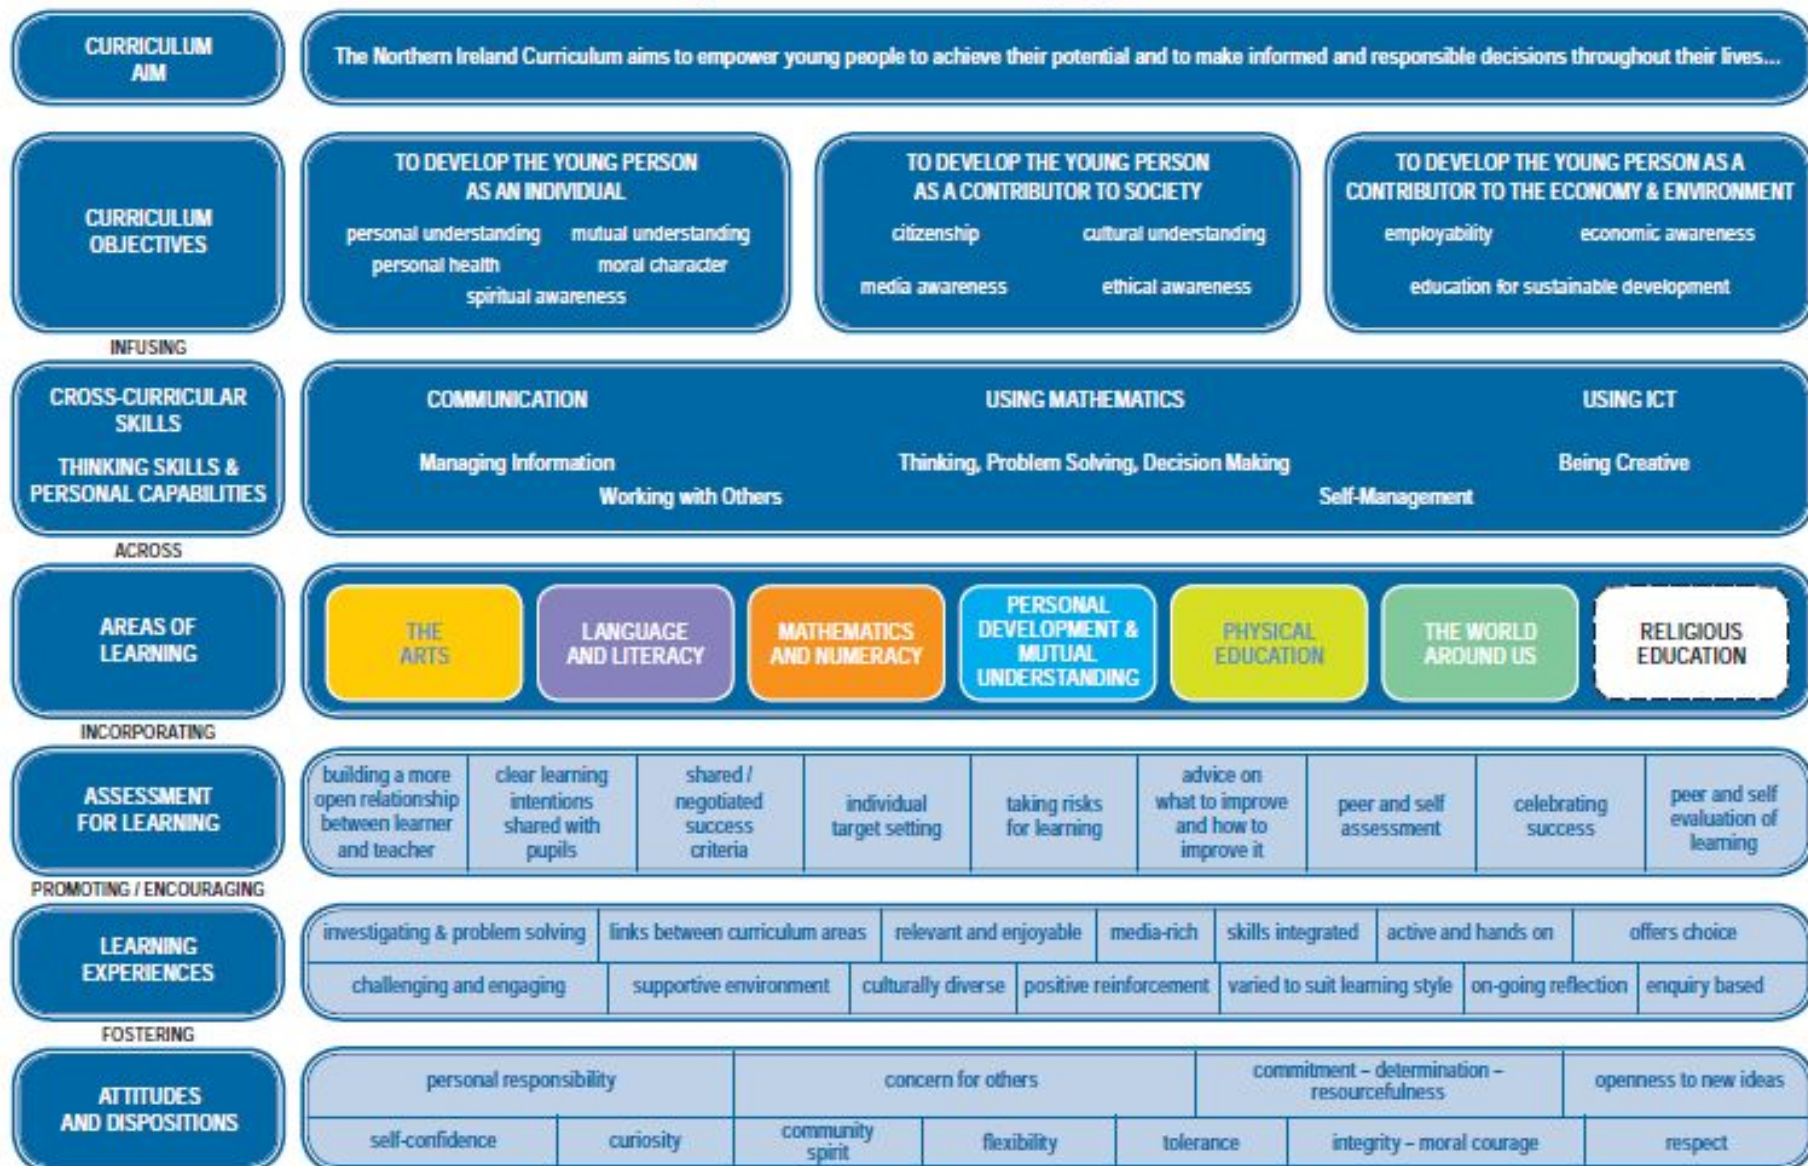 CURRICULUM
AIM
The Northern Ireland Curriculum aims to empower young people to achieve their potential and to make informed and responsible decisions throughout their lives....
CURRICULUM
OBJECTIVES
TO DEVELOP THE YOUNG PERSON
AS AN INDIVIDUAL
personal understanding mutual understanding
personal health moral character
spiritual awareness
TO DEVELOP THE YOUNG PERSON
AS A CONTRIBUTOR TO SOCIETY
citizenship cultural understanding
media awareness ethical awareness
TO DEVELOP THE YOUNG PERSON AS A
CONTRIBUTOR TO THE ECONOMY & ENVIRONMENT
employability economic awareness
education for sustainable development
INFUSING
CROSS-CURRICULAR
SKILLS
THINKING SKILLS &
PERSONAL CAPABILITIES
COMMUNICATION USING MATHEMATICS USING ICT
Managing Information Thinking, Problem Solving, Decision Making Being Creative
Working with Others Self-Management
ACROSS
AREAS OF
LEARNING
THE
ARTS
LANGUAGE
AND LITERACY
MATHEMATICS
AND NUMERACY
PERSONAL
DEVELOPMENT &
MUTUAL
UNDERSTANDING
PHYSICAL
EDUCATION
THE WORLD
AROUND US
RELIGIOUS
EDUCATION
INCORPORATING
ASSESSMENT
FOR LEARNING
building a more
open relationship
between learner
and teacher
clear learning
intentions
shared with
pupils
shared /
negotiated
success
criteria
individual
target setting
taking risks
for learning
advice on
what to improve
and how to
improve it
peer and self
assessment
celebrating
success
peer and self
evaluation of
learning
PROMOTING / ENCOURAGING
LEARNING
EXPERIENCES
investigating & problem solving links between curriculum areas relevant and enjoyable media-rich skills integrated active and hands on offers choice
challenging and engaging supportive environment culturally diverse positive reinforcement varied to suit learning style on-going reflection enquiry based
FOSTERING
ATTITUDES
AND DISPOSITIONS
personal responsibility
concern for others
commitment – determination –
resourcefulness
openness to new ideas
self-confidence
curiosity
community
spirit
flexibility
tolerance
integrity – moral courage
respect